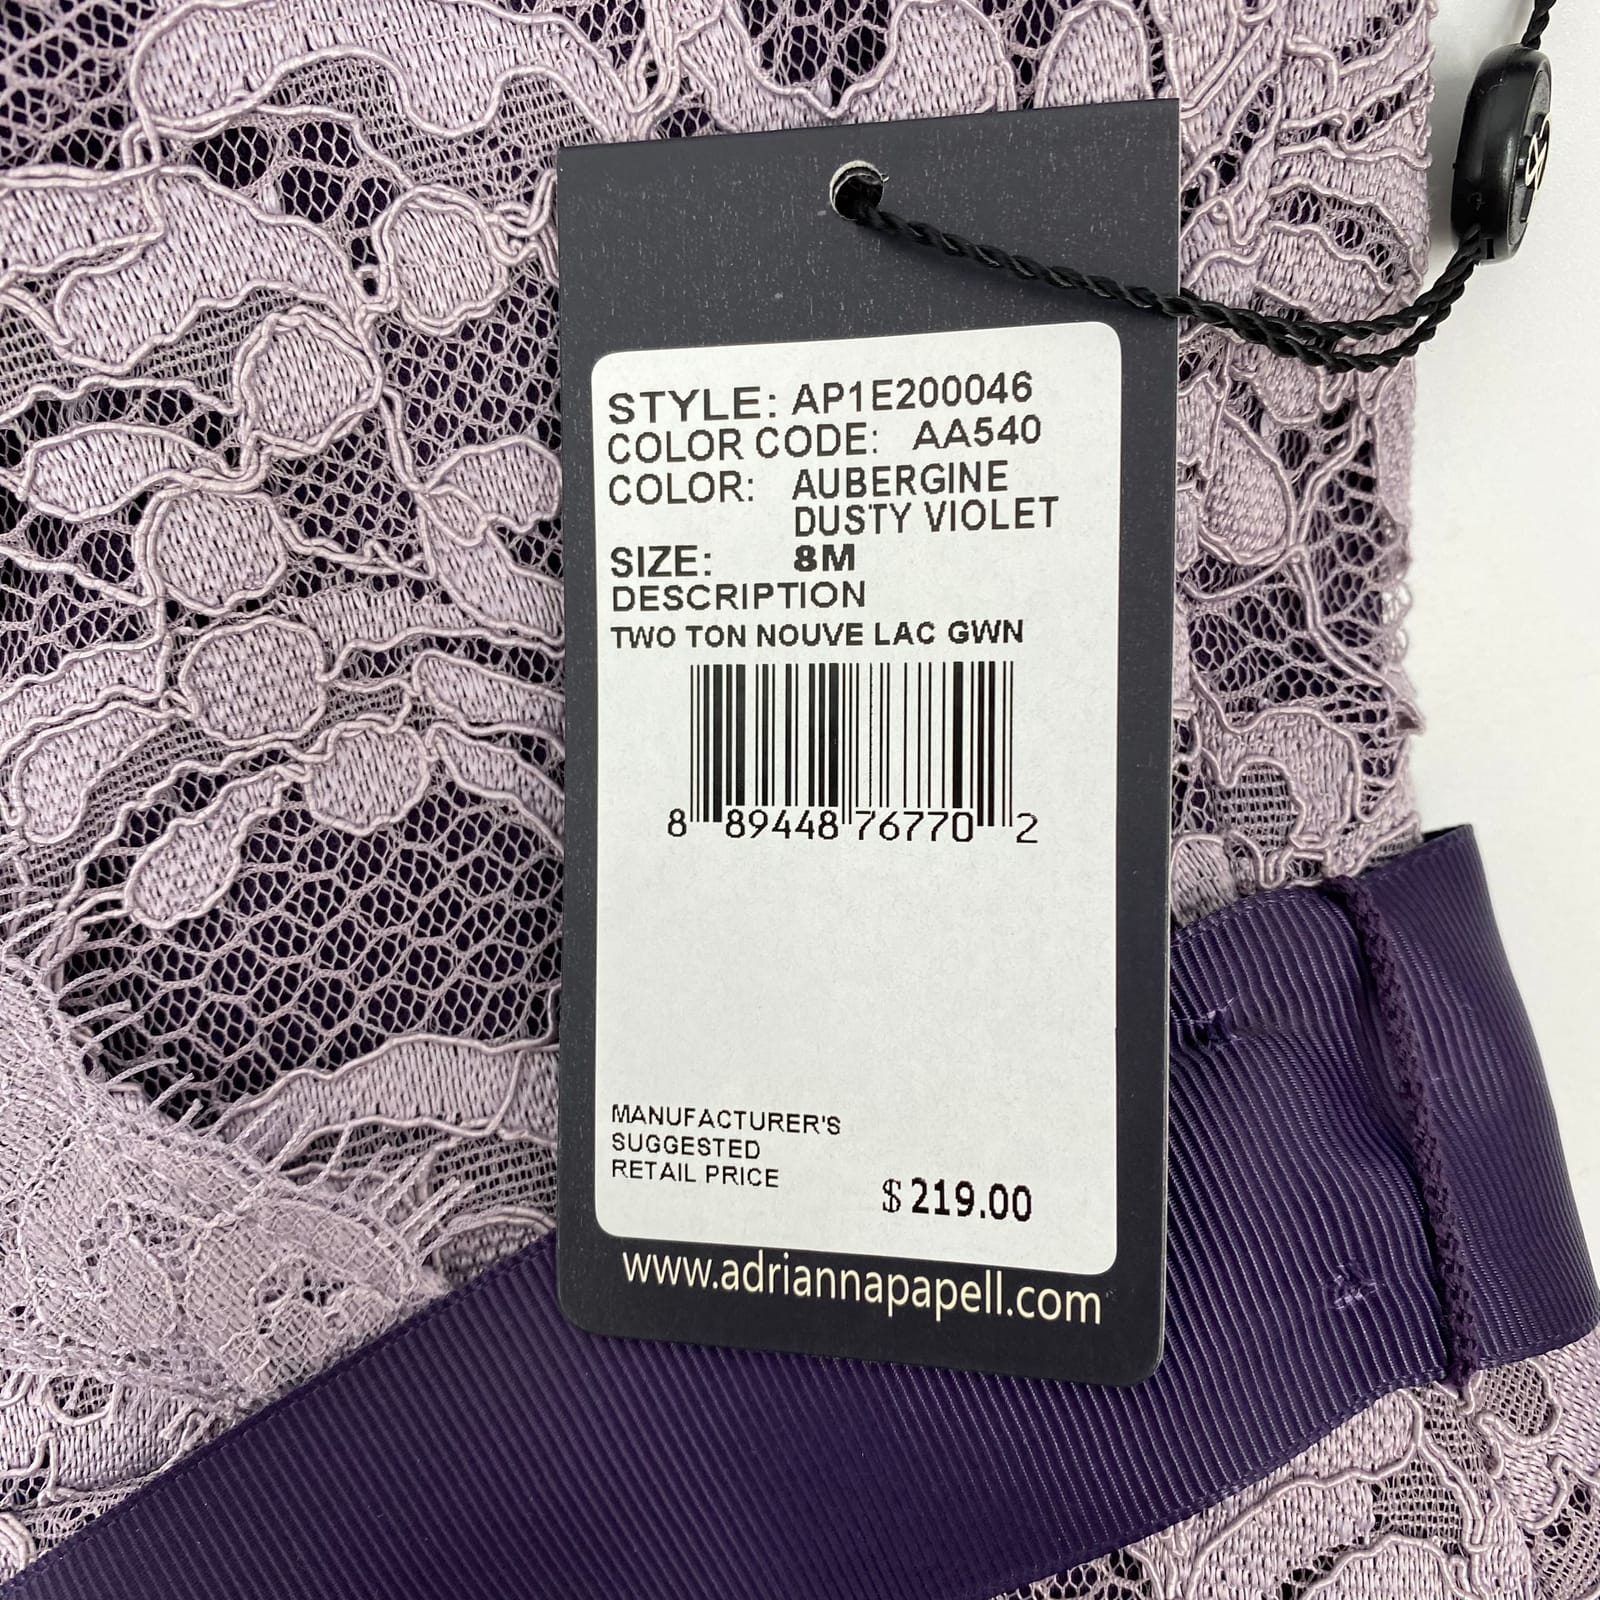 STYLE: AP1E200046
COLOR CODE: AA540
COLOR: AUBERGINE
DUSTY VIOLET
SIZE: 8M
DESCRIPTION
TWO TON NOUVE LAC GWN
8 89448 76770 2
MANUFACTURER'S
SUGGESTED
RETAIL PRICE
$ 219.00
www.adriannapapell.com